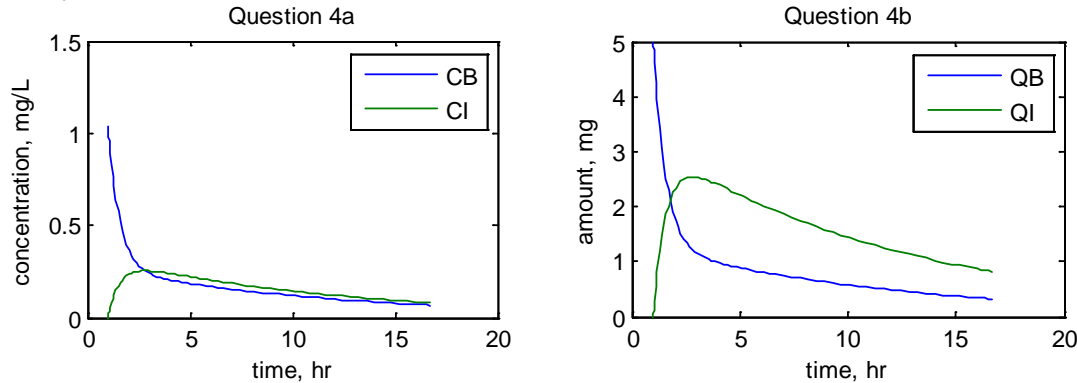 Question 4a
1.5
1
0.5
0
0
5
10
15
20
concentration, mg/L
time, hr
CB
CI
Question 4b
5
4
3
2
1
0
0
5
10
15
20
amount, mg
time, hr
QB
QI